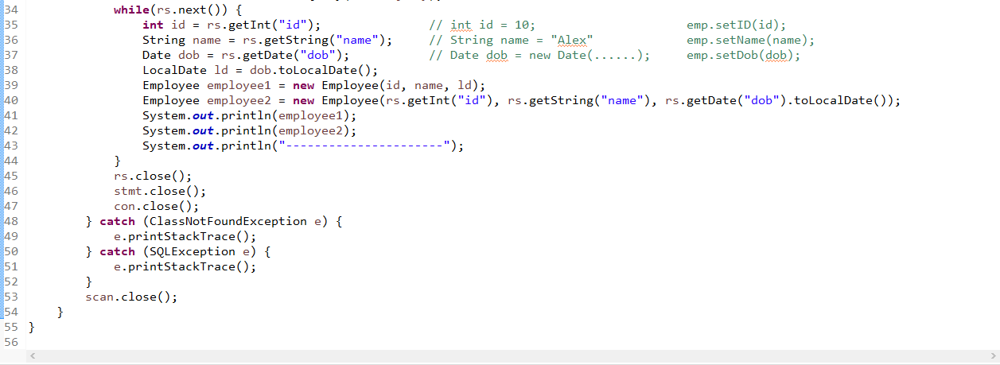 34 while(rs.next()) {
35 int id = rs.getInt("id"); // int id = 10; emp.setID(id);
36 String name = rs.getString("name"); // String name = "Alex" emp.setName(name);
37 Date dob = rs.getDate("dob"); // Date dob = new Date(......); emp.setDob(dob);
38 LocalDate ld = dob.toLocalDate();
39 Employee employee1 = new Employee(id, name, ld);
40 Employee employee2 = new Employee(rs.getInt("id"), rs.getString("name"), rs.getDate("dob").toLocalDate());
41 System.out.println(employee1);
42 System.out.println(employee2);
43 System.out.println("----------------------");
44 }
45 rs.close();
46 stmt.close();
47 con.close();
48 } catch (ClassNotFoundException e) {
49 e.printStackTrace();
50 } catch (SQLException e) {
51 e.printStackTrace();
52 }
53 scan.close();
54 }
55 }
56